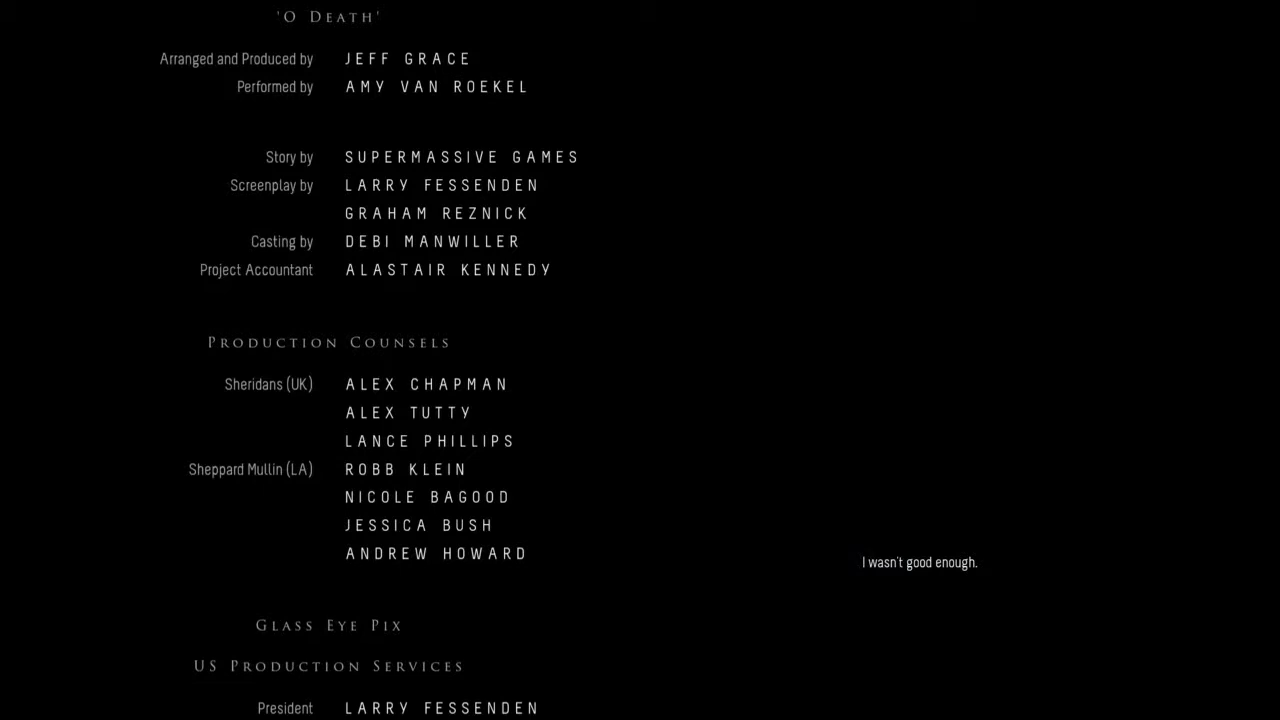 'O DEATH'
Arranged and Produced by JEFF GRACE
Performed by AMY VAN ROEKEL
Story by SUPERMASSIVE GAMES
Screenplay by LARRY FESSENDEN
GRAHAM REZNICK
Casting by DEBI MANWILLER
Project Accountant ALASTAIR KENNEDY
PRODUCTION COUNSELS
Sheridans (UK) ALEX CHAPMAN
ALEX TUTTY
LANCE PHILLIPS
Sheppard Mullin (LA) ROBB KLEIN
NICOLE BAGOOD
JESSICA BUSH
ANDREW HOWARD
I wasn't good enough.
GLASS EYE PIX
US PRODUCTION SERVICES
President LARRY FESSENDEN